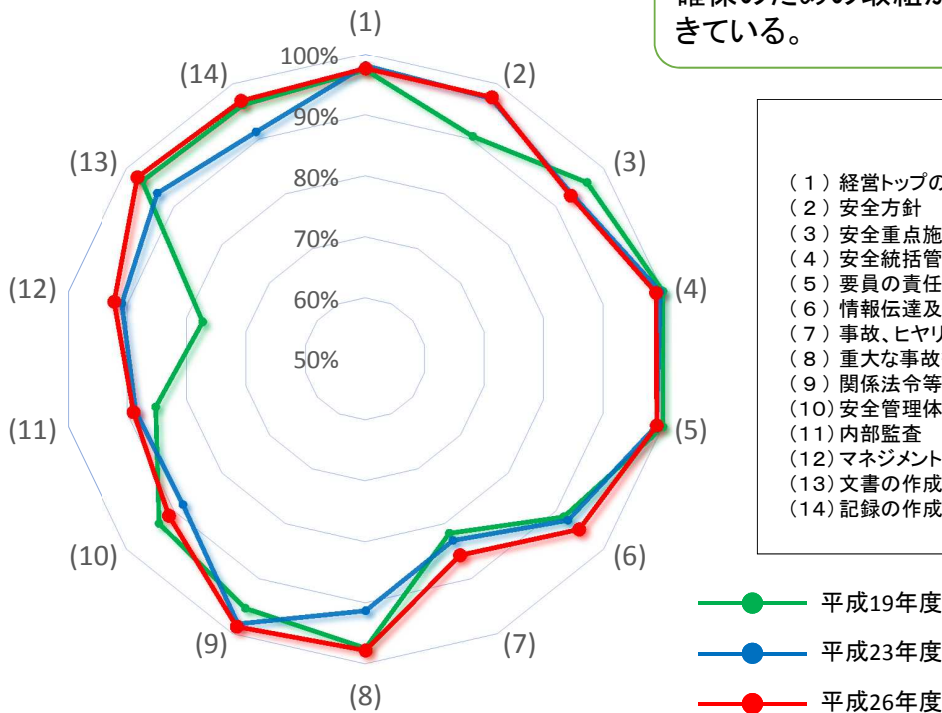 確保のための取組が
きている。
(1)
(2)
(3)
(4)
(5)
(6)
(7)
(8)
(9)
(10)
(11)
(12)
(13)
(14)
100%
90%
80%
70%
60%
50%
(1)経営トップの
(2)安全方針
(3)安全重点施
(4)安全統括管
(5)要員の責任
(6)情報伝達及
(7)事故、ヒヤリ
(8)重大な事故
(9)関係法令等
(10)安全管理体
(11)内部監査
(12)マネジメント
(13)文書の作成
(14)記録の作成
平成19年度
平成23年度
平成26年度